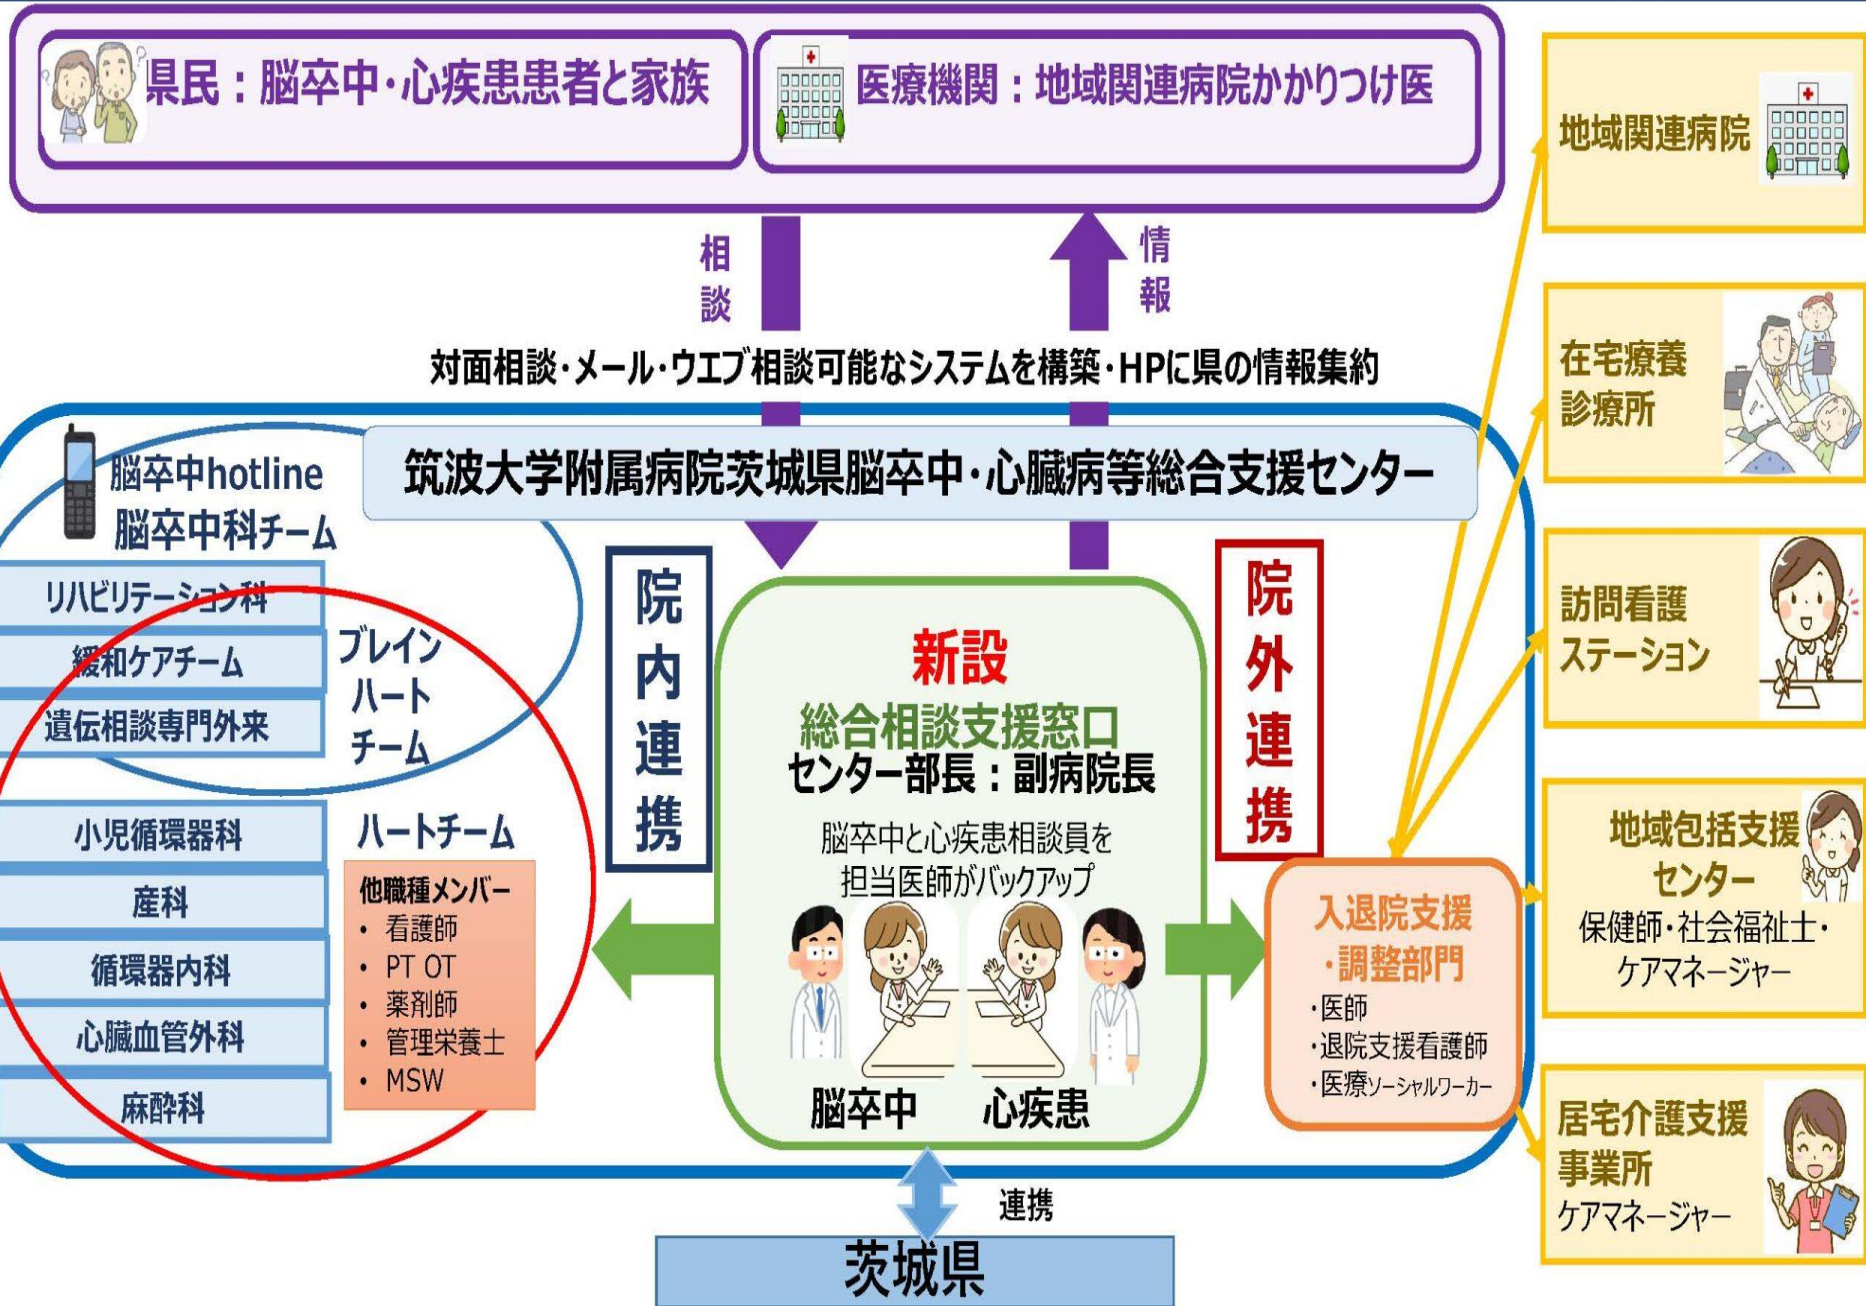 県民：脳卒中・心疾患患者と家族
医療機関：地域関連病院かかりつけ医
相談
情報
対面相談・メール・ウエブ相談可能なシステムを構築・HPに県の情報集約
筑波大学附属病院茨城県脳卒中・心臓病等総合支援センター
脳卒中hotline
脳卒中科チーム
リハビリテーション科
緩和ケアチーム
遺伝相談専門外来
ブレイン
ハート
チーム
小児循環器科
産科
循環器内科
心臓血管外科
麻酔科
ハートチーム
他職種メンバー
• 看護師
• PT OT
• 薬剤師
• 管理栄養士
• MSW
院内連携
新設
総合相談支援窓口
センター部長：副病院長
脳卒中と心疾患相談員を
担当医師がバックアップ
脳卒中
心疾患
院外連携
入退院支援
・調整部門
・医師
・退院支援看護師
・医療ソーシャルワーカー
連携
茨城県
地域関連病院
在宅療養
診療所
訪問看護
ステーション
地域包括支援
センター
保健師・社会福祉士・
ケアマネージャー
居宅介護支援
事業所
ケアマネージャー